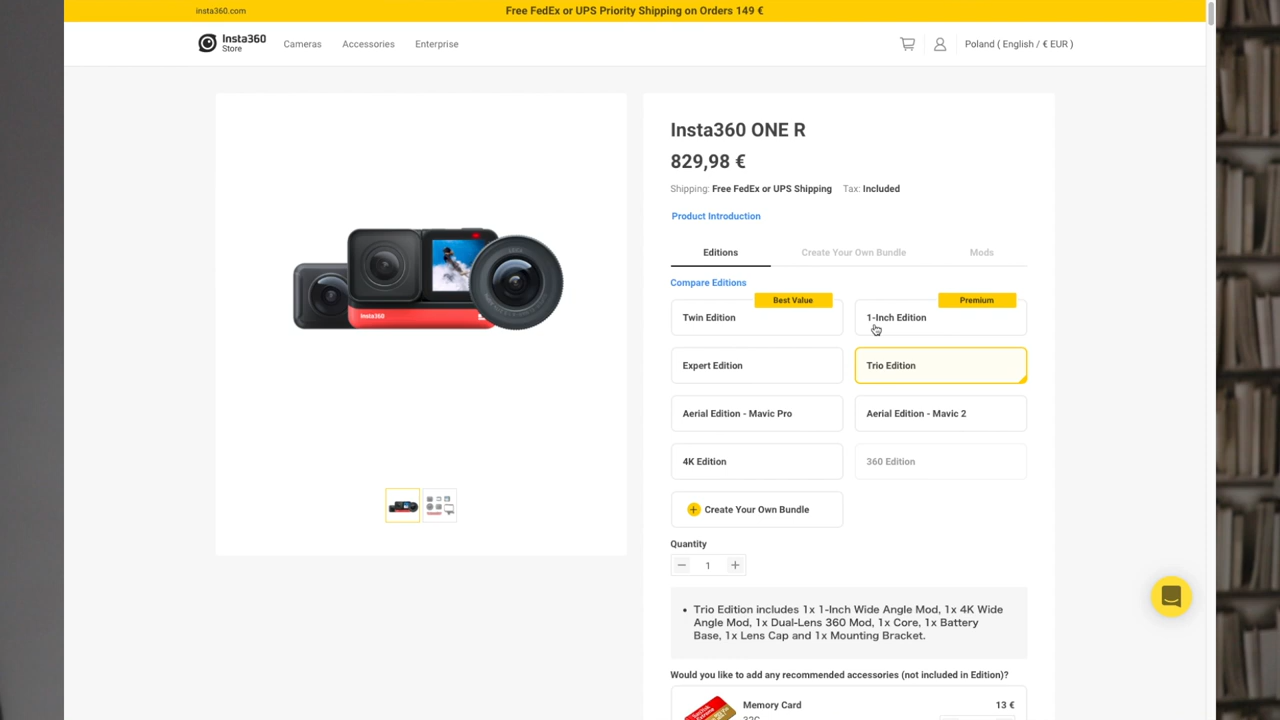 insta360.com
Free FedEx or UPS Priority Shipping on Orders 149 €
Insta360
Store
Cameras
Accessories
Enterprise
Poland ( English / € EUR )
Insta360 ONE R
829,98 €
Shipping: Free FedEx or UPS Shipping Tax: Included
Product Introduction
Editions
Create Your Own Bundle
Mods
Compare Editions
Best Value
Twin Edition
Premium
1-Inch Edition
Expert Edition
Trio Edition
Aerial Edition - Mavic Pro
Aerial Edition - Mavic 2
4K Edition
360 Edition
+ Create Your Own Bundle
Quantity
− 1 +
• Trio Edition includes 1x 1-Inch Wide Angle Mod, 1x 4K Wide
Angle Mod, 1x Dual-Lens 360 Mod, 1x Core, 1x Battery
Base, 1x Lens Cap and 1x Mounting Bracket.
Would you like to add any recommended accessories (not included in Edition)?
Memory Card
13 €
Insta360